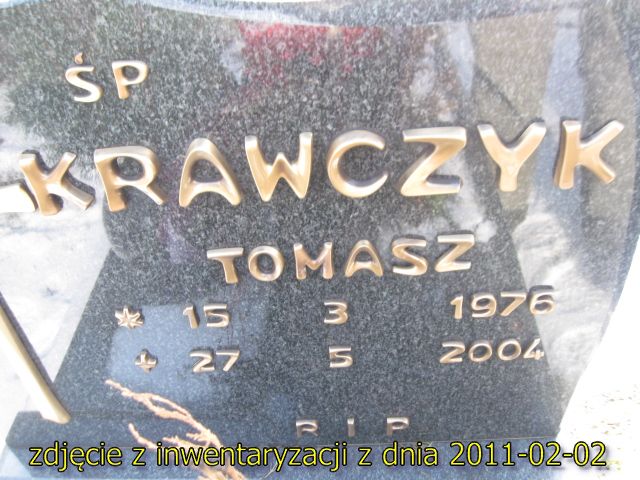 ŚP
KRAWCZYK
TOMASZ
* 15 3 1976
✝ 27 5 2004
R I P
zdjęcie z inwentaryzacji z dnia 2011-02-02